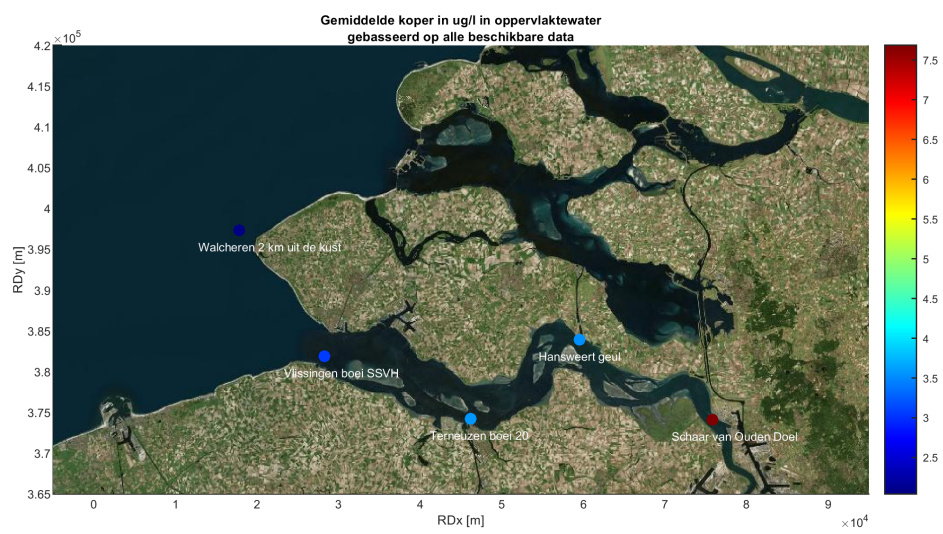 Gemiddelde koper in ug/l in oppervlaktewater
gebasseerd op alle beschikbare data
×10⁵
4.2
4.15
4.1
4.05
4
3.95
3.9
3.85
3.8
3.75
3.7
3.65
RDy [m]
Walcheren 2 km uit de kust
Vlissingen boei SSVH
Hansweert geul
Terneuzen boei 20
Schaar van Ouden Doel
0 1 2 3 4 5 6 7 8 9
RDx [m]
×10⁴
7.5
7
6.5
6
5.5
5
4.5
4
3.5
3
2.5